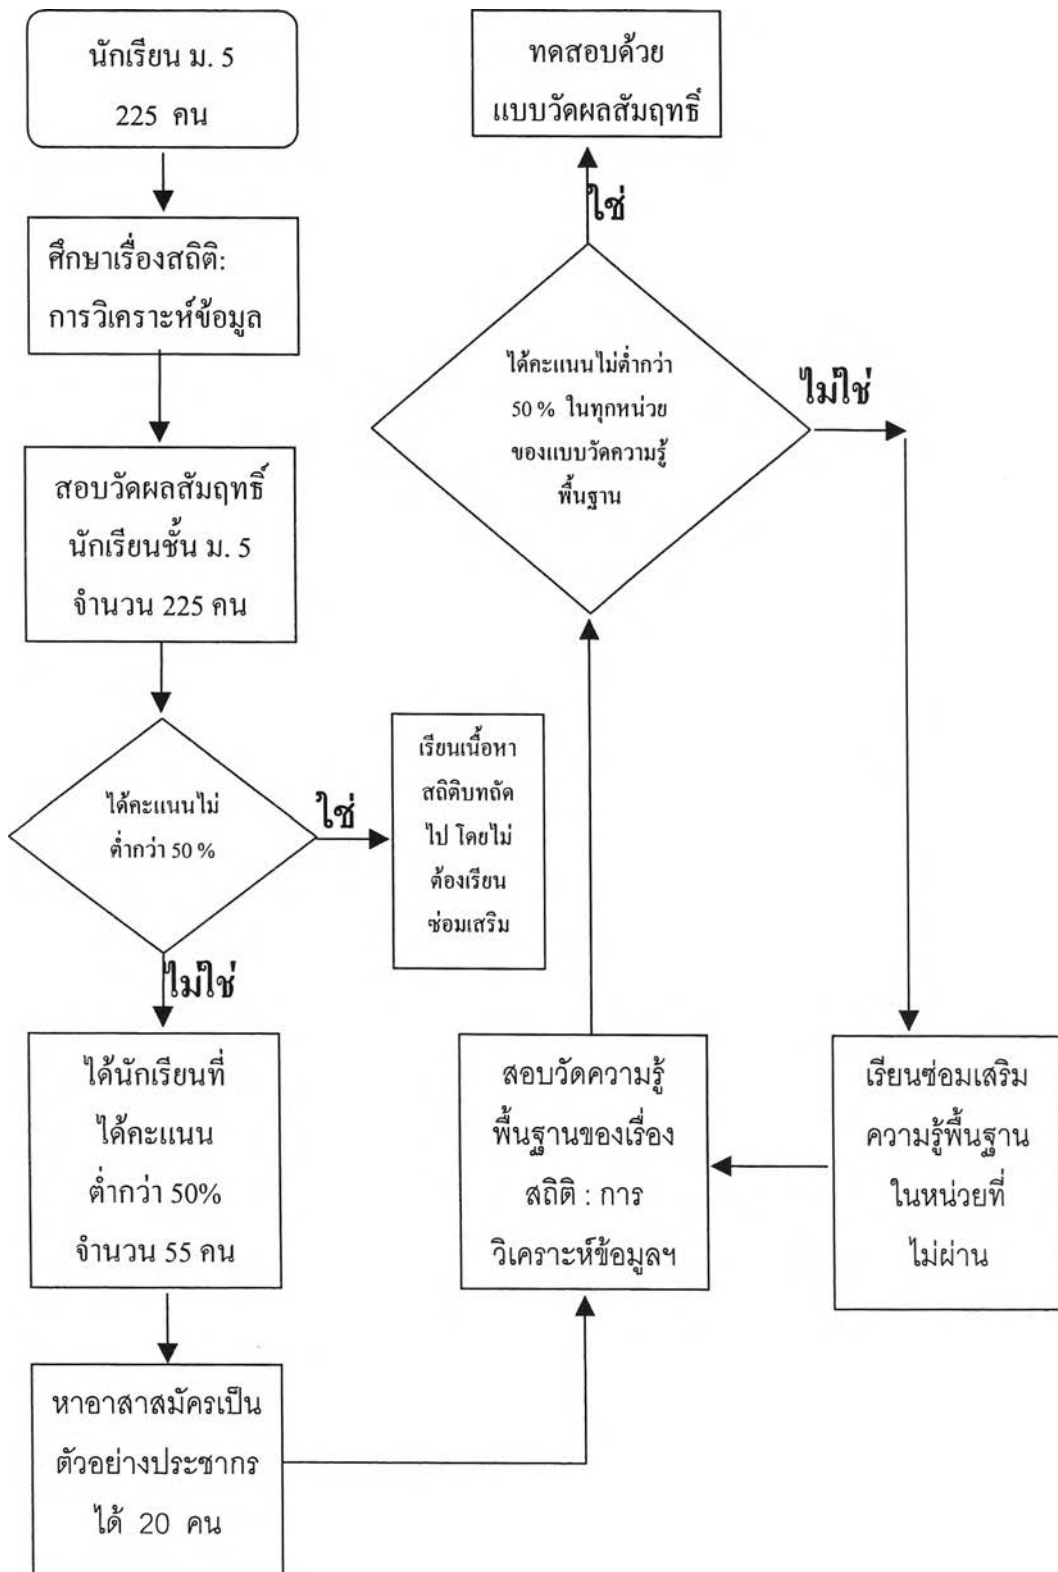 นักเรียน ม. 5
225 คน
ศึกษาเรื่องสถิติ:
การวิเคราะห์ข้อมูล
สอบวัดผลสัมฤทธิ์
นักเรียนชั้น ม. 5
จำนวน 225 คน
ได้คะแนนไม่
ต่ำกว่า 50 %
ใช่
เรียนเนื้อหา
สถิติบทถัด
ไป โดยไม่
ต้องเรียน
ซ่อมเสริม
ไม่ใช่
ได้นักเรียนที่
ได้คะแนน
ต่ำกว่า 50%
จำนวน 55 คน
หาอาสาสมัครเป็น
ตัวอย่างประชากร
ได้ 20 คน
สอบวัดความรู้
พื้นฐานของเรื่อง
สถิติ : การ
วิเคราะห์ข้อมูลฯ
ได้คะแนนไม่ต่ำกว่า
50 % ในทุกหน่วย
ของแบบวัดความรู้
พื้นฐาน
ใช่
ทดสอบด้วย
แบบวัดผลสัมฤทธิ์
ไม่ใช่
เรียนซ่อมเสริม
ความรู้พื้นฐาน
ในหน่วยที่
ไม่ผ่าน